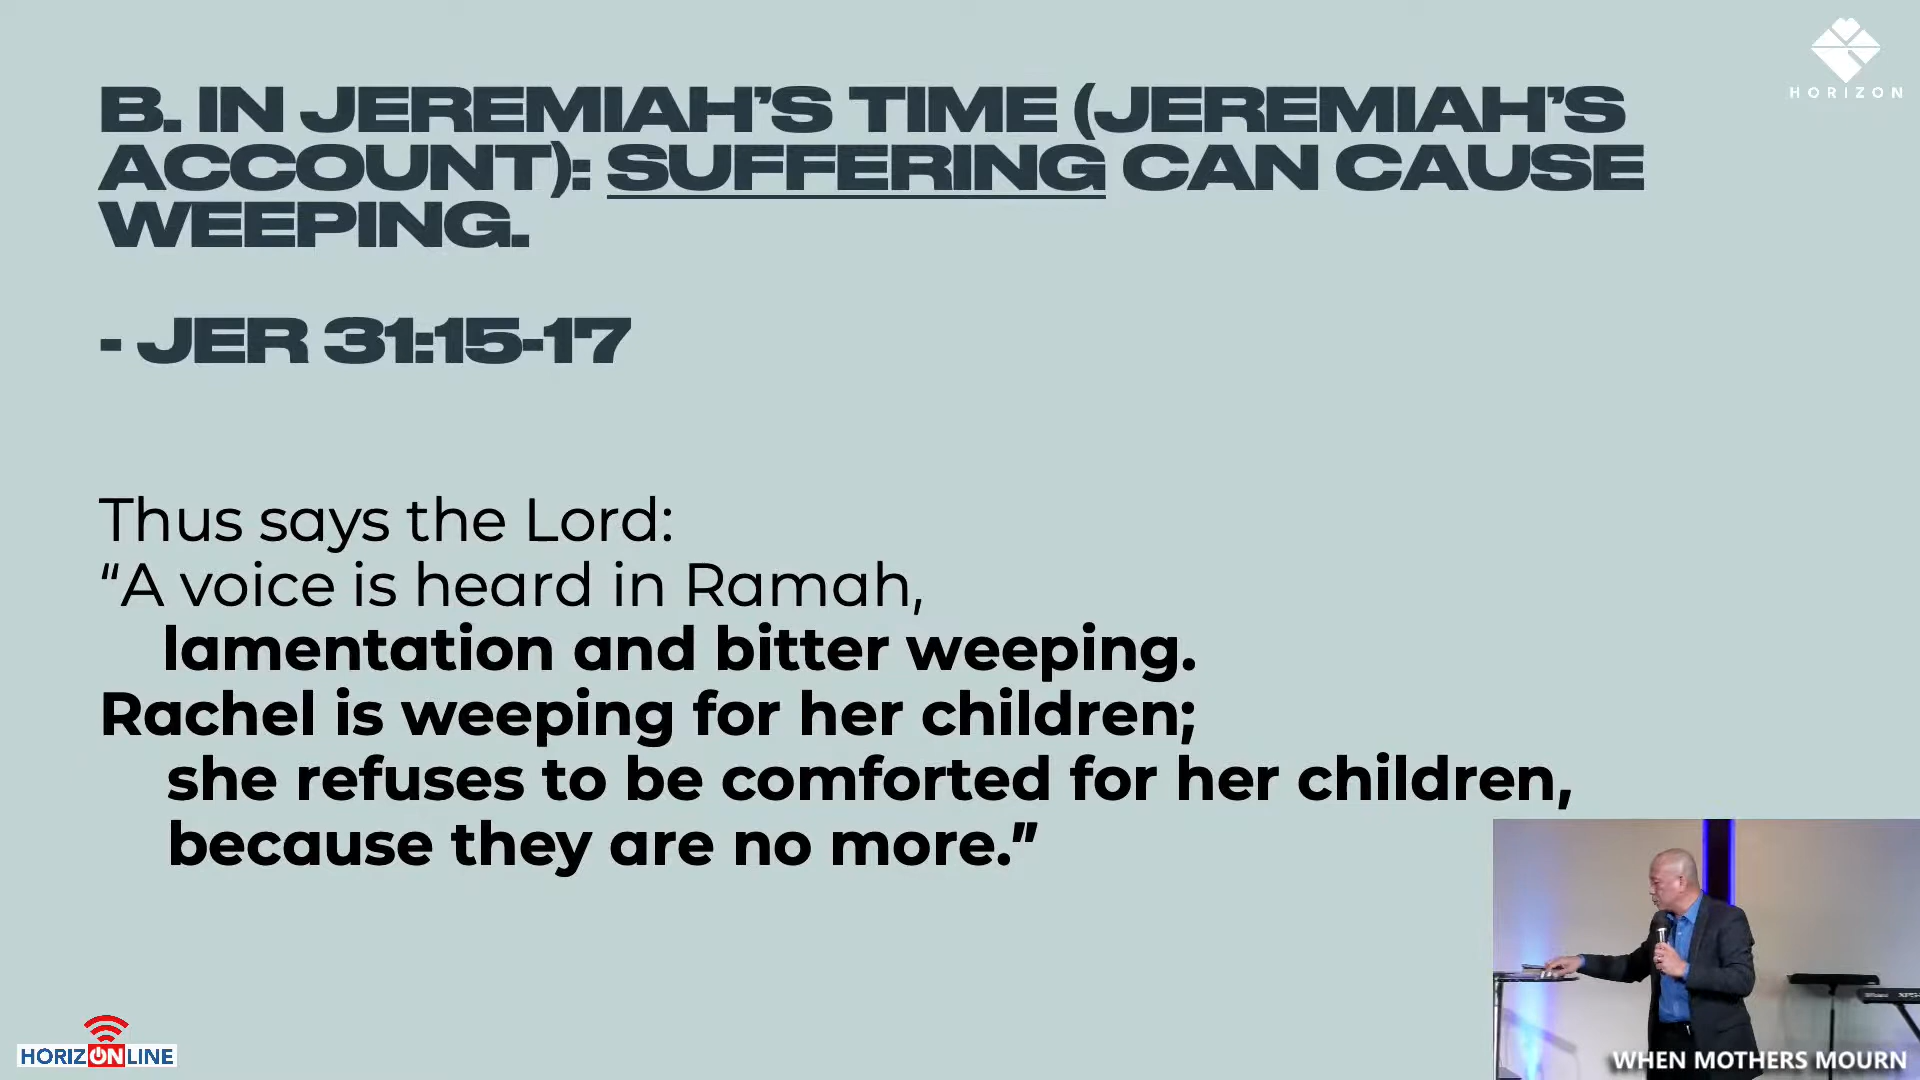 HORIZON
B. IN JEREMIAH’S TIME (JEREMIAH’S
ACCOUNT): SUFFERING CAN CAUSE
WEEPING.
- JER 31:15-17
Thus says the Lord:
“A voice is heard in Ramah,
lamentation and bitter weeping.
Rachel is weeping for her children;
she refuses to be comforted for her children,
because they are no more.”
HORIZONLINE
WHEN MOTHERS MOURN